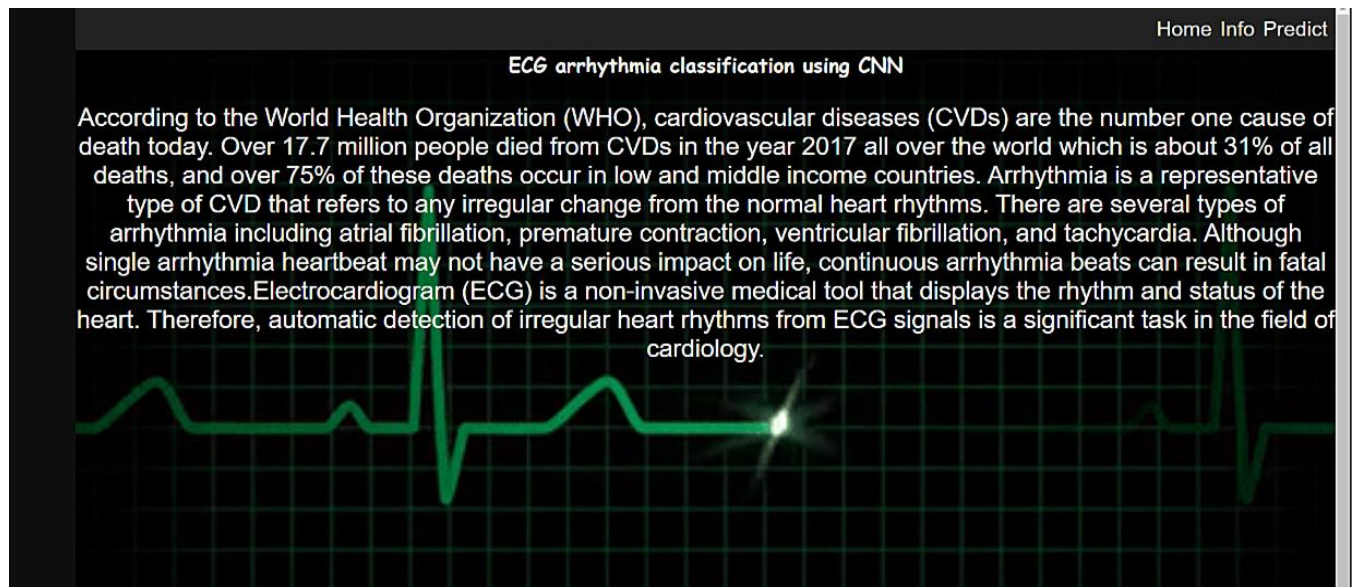 Home Info Predict
ECG arrhythmia classification using CNN
According to the World Health Organization (WHO), cardiovascular diseases (CVDs) are the number one cause of
death today. Over 17.7 million people died from CVDs in the year 2017 all over the world which is about 31% of all
deaths, and over 75% of these deaths occur in low and middle income countries. Arrhythmia is a representative
type of CVD that refers to any irregular change from the normal heart rhythms. There are several types of
arrhythmia including atrial fibrillation, premature contraction, ventricular fibrillation, and tachycardia. Although
single arrhythmia heartbeat may not have a serious impact on life, continuous arrhythmia beats can result in fatal
circumstances.Electrocardiogram (ECG) is a non-invasive medical tool that displays the rhythm and status of the
heart. Therefore, automatic detection of irregular heart rhythms from ECG signals is a significant task in the field of
cardiology.